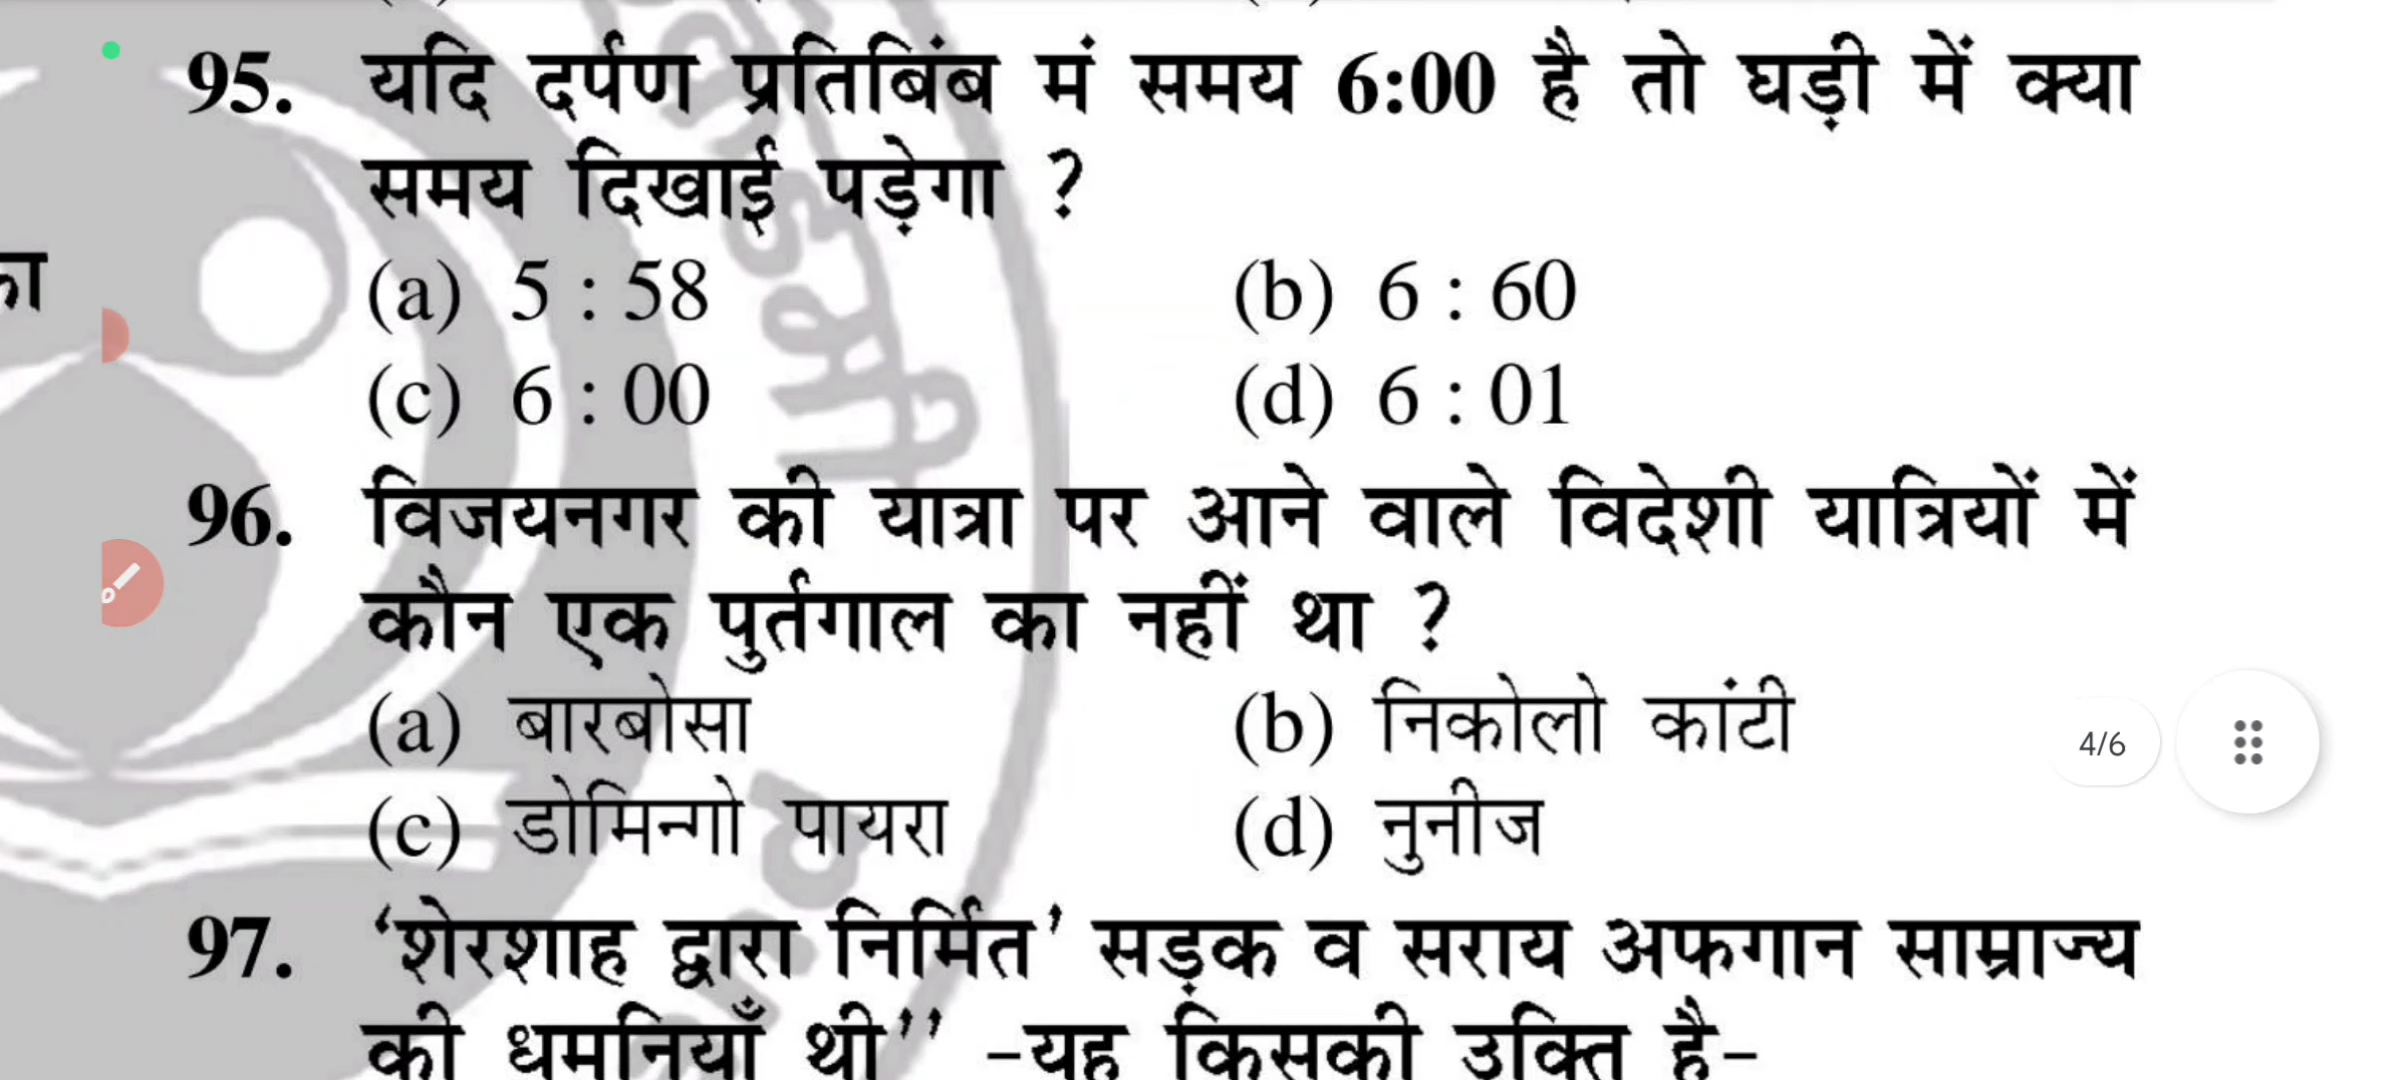 95. यदि दर्पण प्रतिबिंब मं समय 6:00 है तो घड़ी में क्या
समय दिखाई पड़ेगा ?
का
(a) 5 : 58 (b) 6 : 60
(c) 6 : 00 (d) 6 : 01
96. विजयनगर की यात्रा पर आने वाले विदेशी यात्रियों में
कौन एक पुर्तगाल का नहीं था ?
(a) बारबोसा (b) निकोलो कांटी
4/6
(c) डोमिन्गो पायरा (d) नुनीज
97. ‘शेरशाह द्वारा निर्मित’ सड़क व सराय अफगान साम्राज्य
की धमनियाँ थी’’ –यह किसकी उक्ति है–